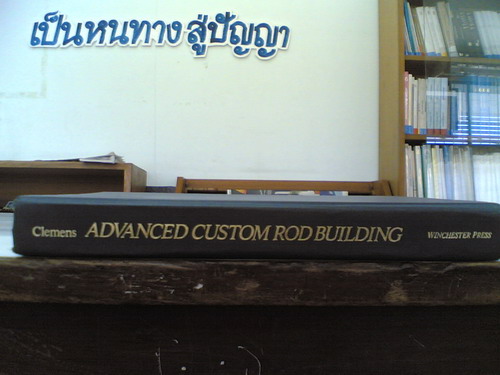 เป็นหนทาง สู่ปัญญา
Clemens ADVANCED CUSTOM ROD BUILDING WINCHESTER PRESS